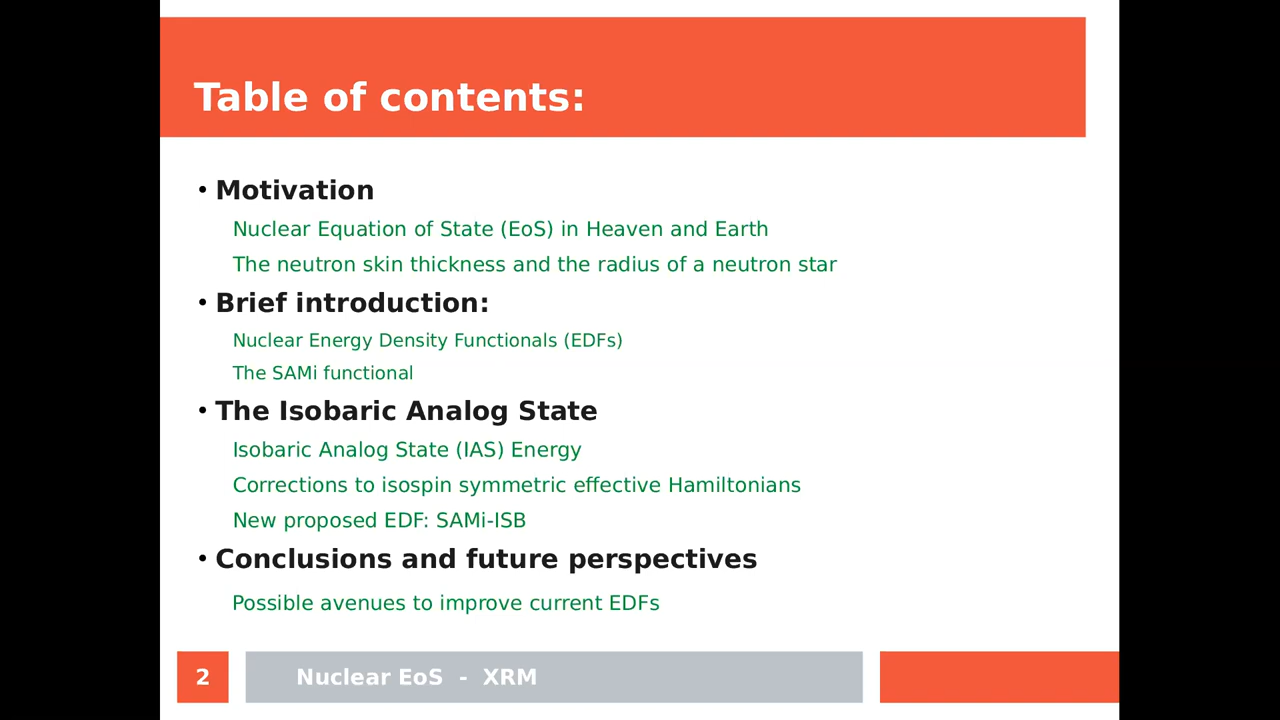 Table of contents:
• Motivation
Nuclear Equation of State (EoS) in Heaven and Earth
The neutron skin thickness and the radius of a neutron star
• Brief introduction:
Nuclear Energy Density Functionals (EDFs)
The SAMi functional
• The Isobaric Analog State
Isobaric Analog State (IAS) Energy
Corrections to isospin symmetric effective Hamiltonians
New proposed EDF: SAMi-ISB
• Conclusions and future perspectives
Possible avenues to improve current EDFs
2
Nuclear EoS - XRM